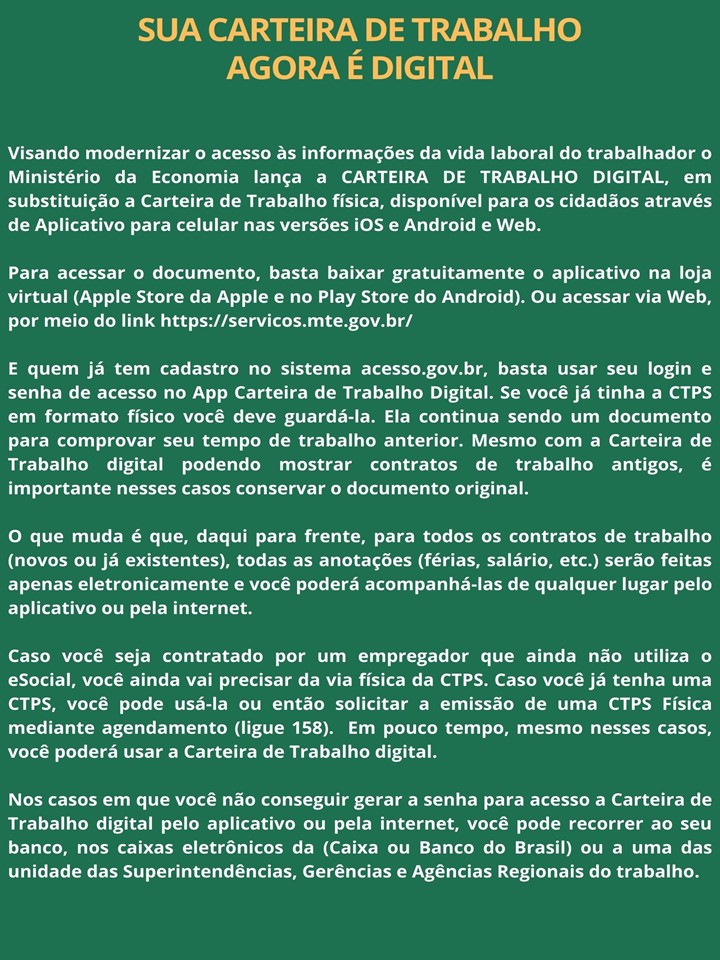 SUA CARTEIRA DE TRABALHO
AGORA É DIGITAL
Visando modernizar o acesso às informações da vida laboral do trabalhador o
Ministério da Economia lança a CARTEIRA DE TRABALHO DIGITAL, em
substituição a Carteira de Trabalho física, disponível para os cidadãos através
de Aplicativo para celular nas versões iOS e Android e Web.
Para acessar o documento, basta baixar gratuitamente o aplicativo na loja
virtual (Apple Store da Apple e no Play Store do Android). Ou acessar via Web,
por meio do link https://servicos.mte.gov.br/
E quem já tem cadastro no sistema acesso.gov.br, basta usar seu login e
senha de acesso no App Carteira de Trabalho Digital. Se você já tinha a CTPS
em formato físico você deve guardá-la. Ela continua sendo um documento
para comprovar seu tempo de trabalho anterior. Mesmo com a Carteira de
Trabalho digital podendo mostrar contratos de trabalho antigos, é
importante nesses casos conservar o documento original.
O que muda é que, daqui para frente, para todos os contratos de trabalho
(novos ou já existentes), todas as anotações (férias, salário, etc.) serão feitas
apenas eletronicamente e você poderá acompanhá-las de qualquer lugar pelo
aplicativo ou pela internet.
Caso você seja contratado por um empregador que ainda não utiliza o
eSocial, você ainda vai precisar da via física da CTPS. Caso você já tenha uma
CTPS, você pode usá-la ou então solicitar a emissão de uma CTPS Física
mediante agendamento (ligue 158). Em pouco tempo, mesmo nesses casos,
você poderá usar a Carteira de Trabalho digital.
Nos casos em que você não conseguir gerar a senha para acesso a Carteira de
Trabalho digital pelo aplicativo ou pela internet, você pode recorrer ao seu
banco, nos caixas eletrônicos da (Caixa ou Banco do Brasil) ou a uma das
unidade das Superintendências, Gerências e Agências Regionais do trabalho.